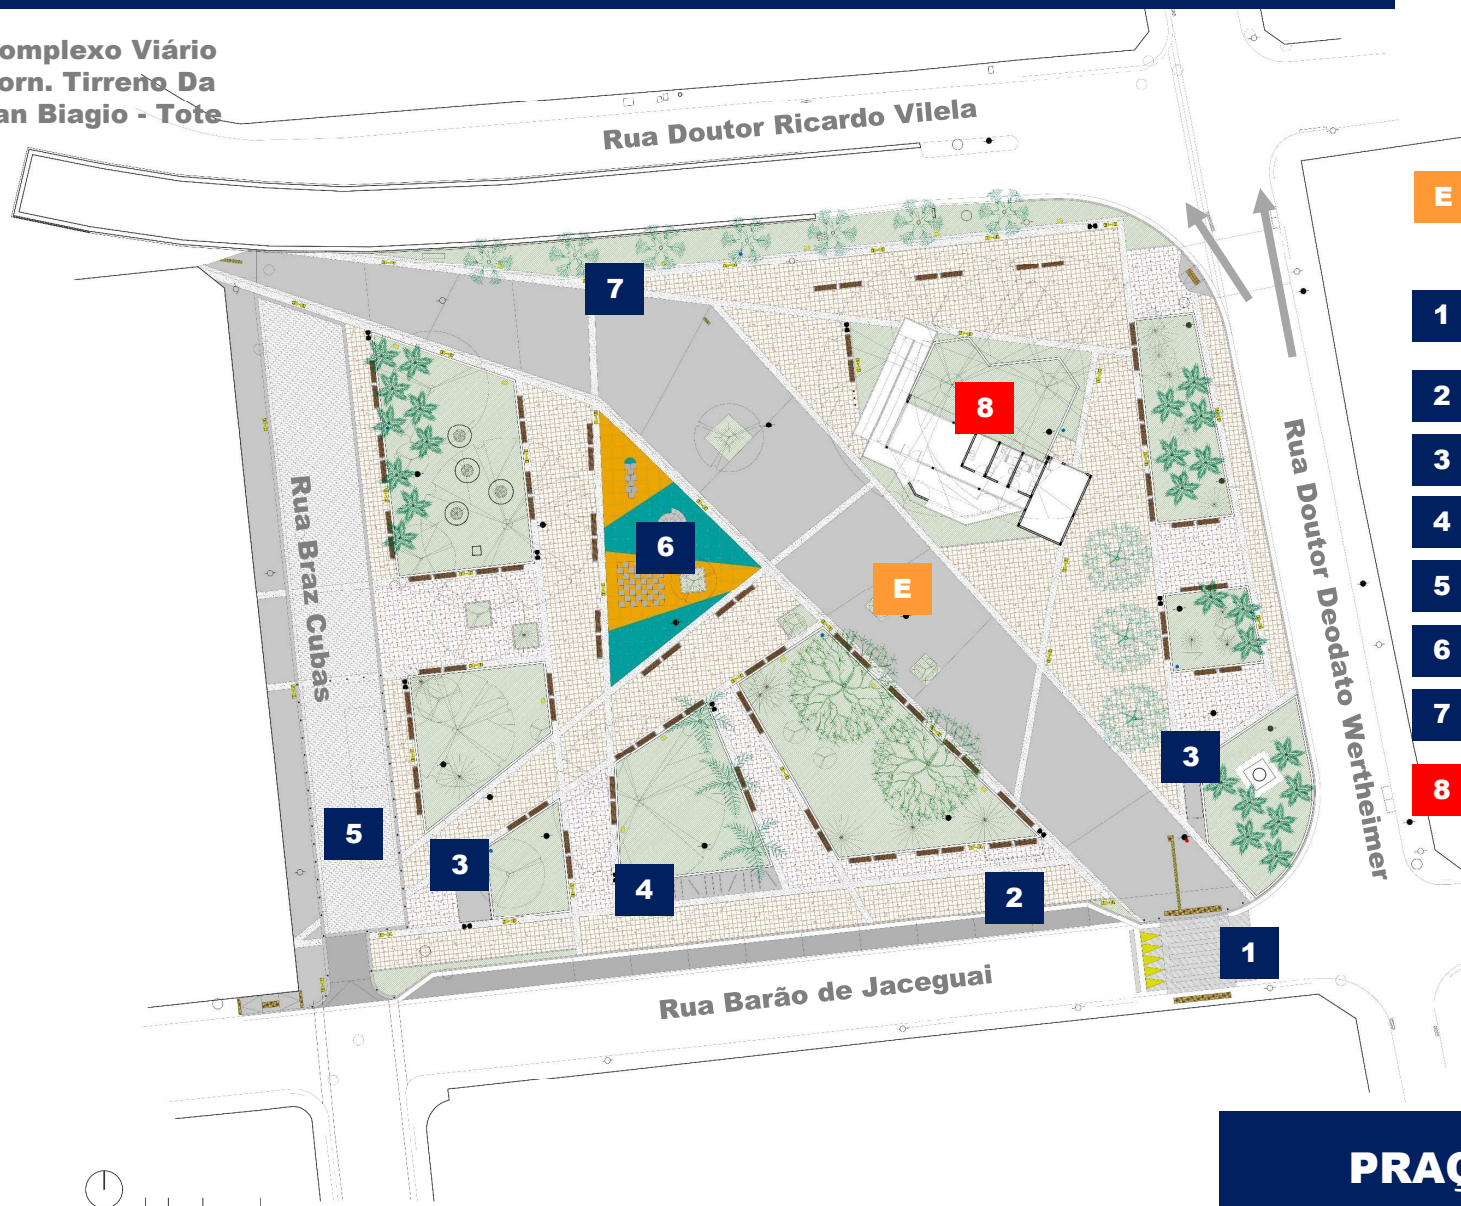 omplexo Viário
orn. Tirreno Da
an Biagio - Tote
Rua Doutor Ricardo Vilela
E
7
1
8
2
Rua Doutor Deodato Wertheimer
3
Rua Braz Cubas
4
6
E
5
6
7
3
8
5
3
4
2
1
Rua Barão de Jaceguai
PRAÇ